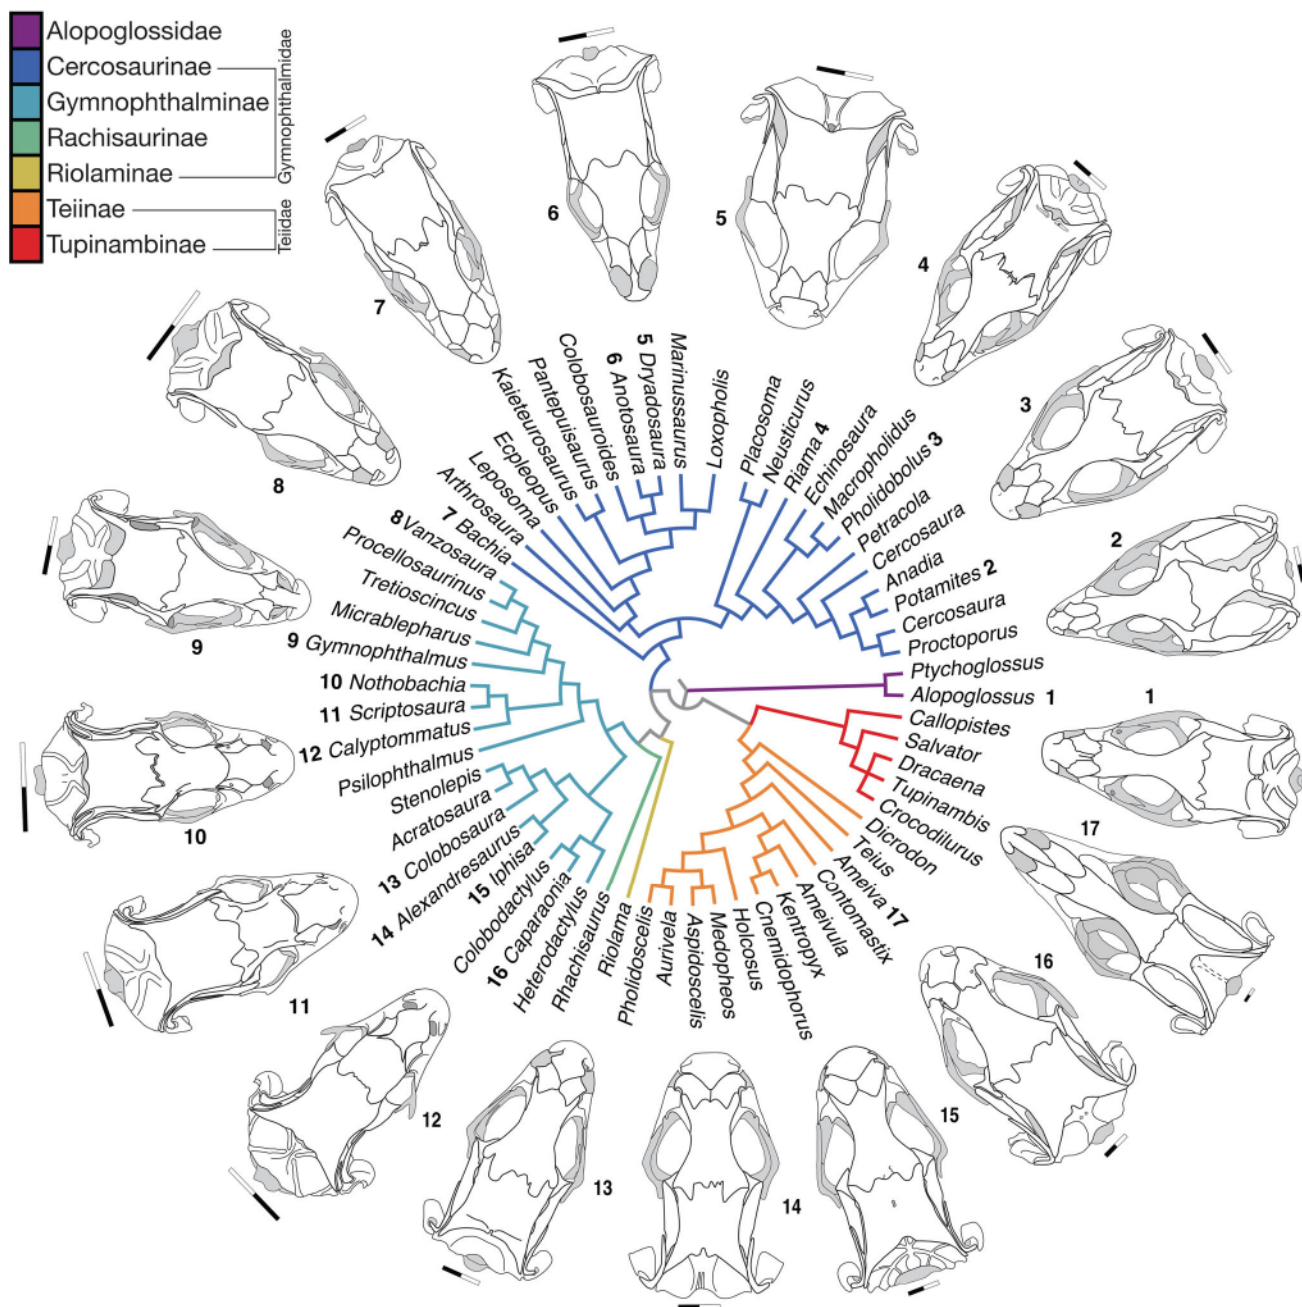 Alopoglossidae
Cercosaurinae
Gymnophthalminae
Rachisaurinae
Riolaminae
Teiinae
Tupinambinae
Gymnophthalmidae
Teiidae
6
5
4
7
3
8
2
9
1
10
17
11
16
12
15
13
14
Procellosaurinus
8 Vanzosaura
7 Bachia
Arthrosaura
Leposoma
Ecpleopus
Kaieteurosaurus
Pantepuisaurus
Colobosauroides
6 Anotosaura
5 Dryadosaura
Marinussaurus
Loxopholis
Placosoma
Neusticurus
Riama 4
Echinosaura
Macropholidus
Pholidobolus 3
Petracola
Cercosaura
Anadia
Potamites 2
Cercosaura
Proctoporus
Ptychoglossus
Alopoglossus 1
Callopistes
Salvator
Dracaena
Tupinambis
Crocodilurus
Dicrodon
Teius
Ameiva 17
Contomastix
Ameivula
Kentropyx
Cnemidophorus
Holcosus
Medopheos
Aspidoscelis
Aurivela
Pholidoscelis
Riolama
Rhachisaurus
Heterodactylus
16 Caparaonia
Colobodactylus
15 Iphisa
14 Alexandresaurus
13 Colobosaura
Acratosaura
Stenolepis
Psilophthalmus
12 Calyptommatus
11 Scriptosaura
10 Nothobachia
9 Gymnophthalmus
Micrablepharus
Tretioscincus